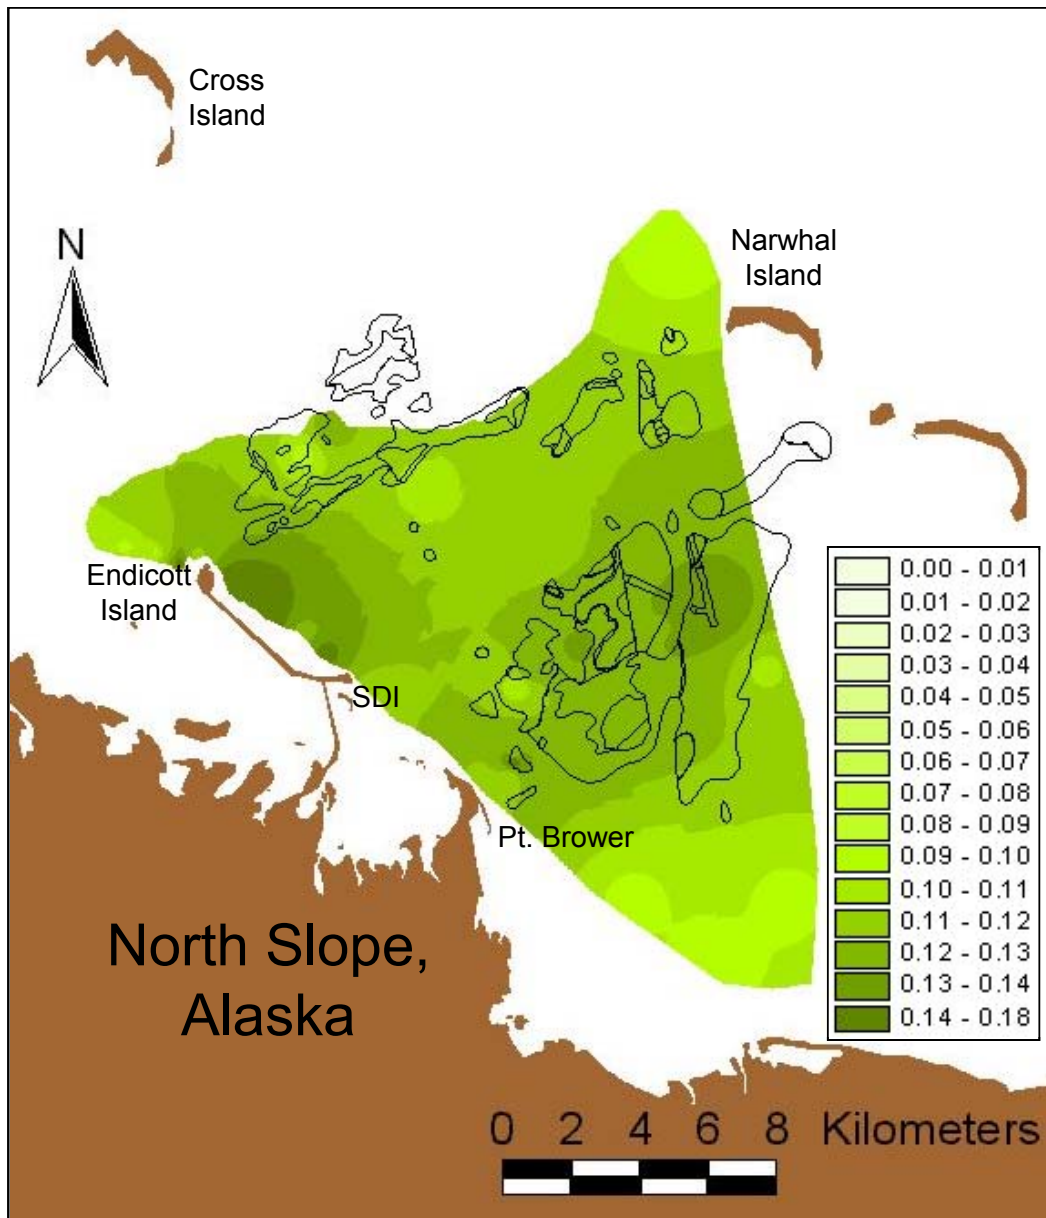 Cross
Island
N
Narwhal
Island
Endicott
Island
SDI
Pt. Brower
North Slope,
Alaska
0.00 - 0.01
0.01 - 0.02
0.02 - 0.03
0.03 - 0.04
0.04 - 0.05
0.05 - 0.06
0.06 - 0.07
0.07 - 0.08
0.08 - 0.09
0.09 - 0.10
0.10 - 0.11
0.11 - 0.12
0.12 - 0.13
0.13 - 0.14
0.14 - 0.18
0 2 4 6 8 Kilometers